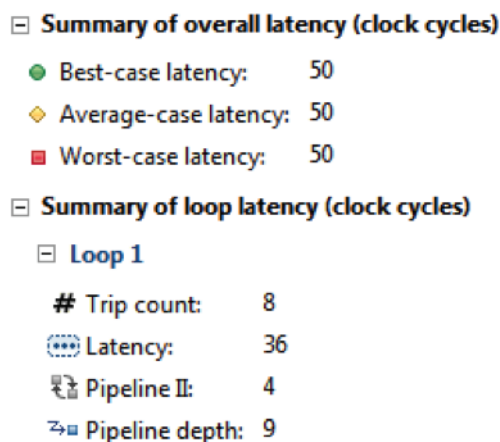 Summary of overall latency (clock cycles)
Best-case latency: 50
Average-case latency: 50
Worst-case latency: 50
Summary of loop latency (clock cycles)
Loop 1
# Trip count: 8
Latency: 36
Pipeline II: 4
Pipeline depth: 9